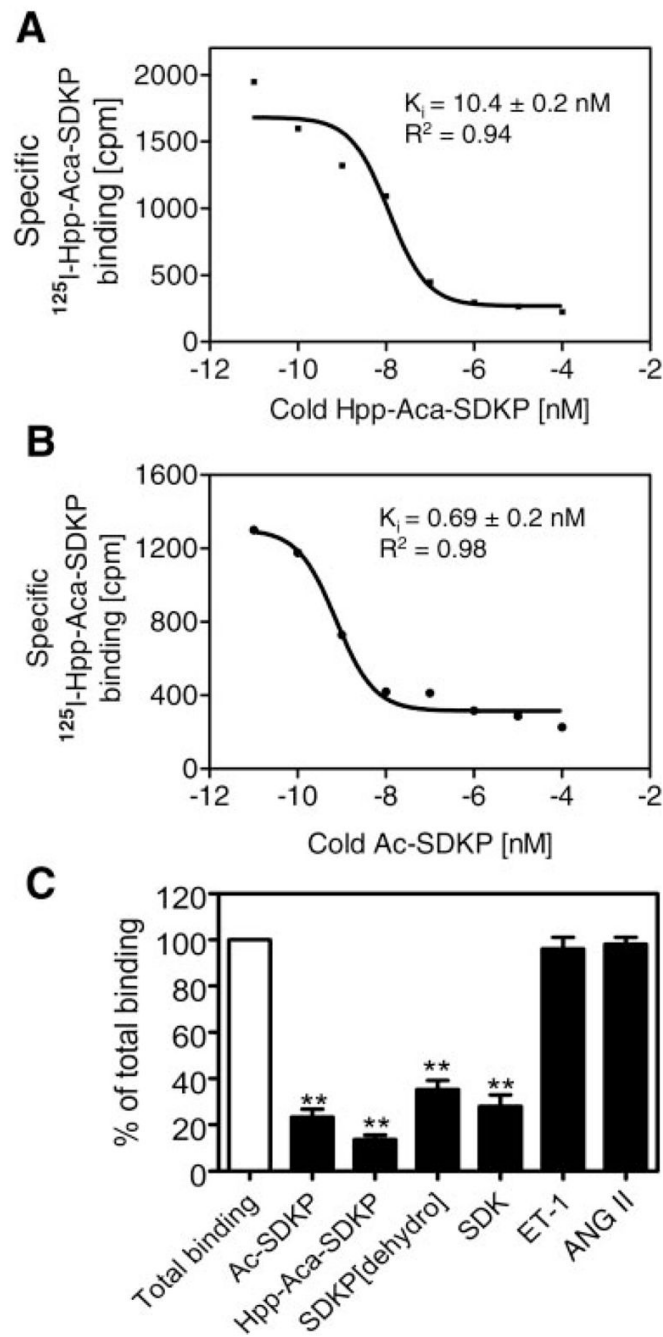 A
Specific
¹²⁵I-Hpp-Aca-SDKP
binding [cpm]
2000
1500
1000
500
0
Kᵢ = 10.4 ± 0.2 nM
R² = 0.94
-12 -10 -8 -6 -4 -2
Cold Hpp-Aca-SDKP [nM]
B
Specific
¹²⁵I-Hpp-Aca-SDKP
binding [cpm]
1600
1200
800
400
0
Kᵢ = 0.69 ± 0.2 nM
R² = 0.98
-12 -10 -8 -6 -4 -2
Cold Ac-SDKP [nM]
C
% of total binding
120
100
80
60
40
20
0
**
**
**
**
Total binding
Ac-SDKP
Hpp-Aca-SDKP
SDKP[dehydro]
SDK
ET-1
ANG II